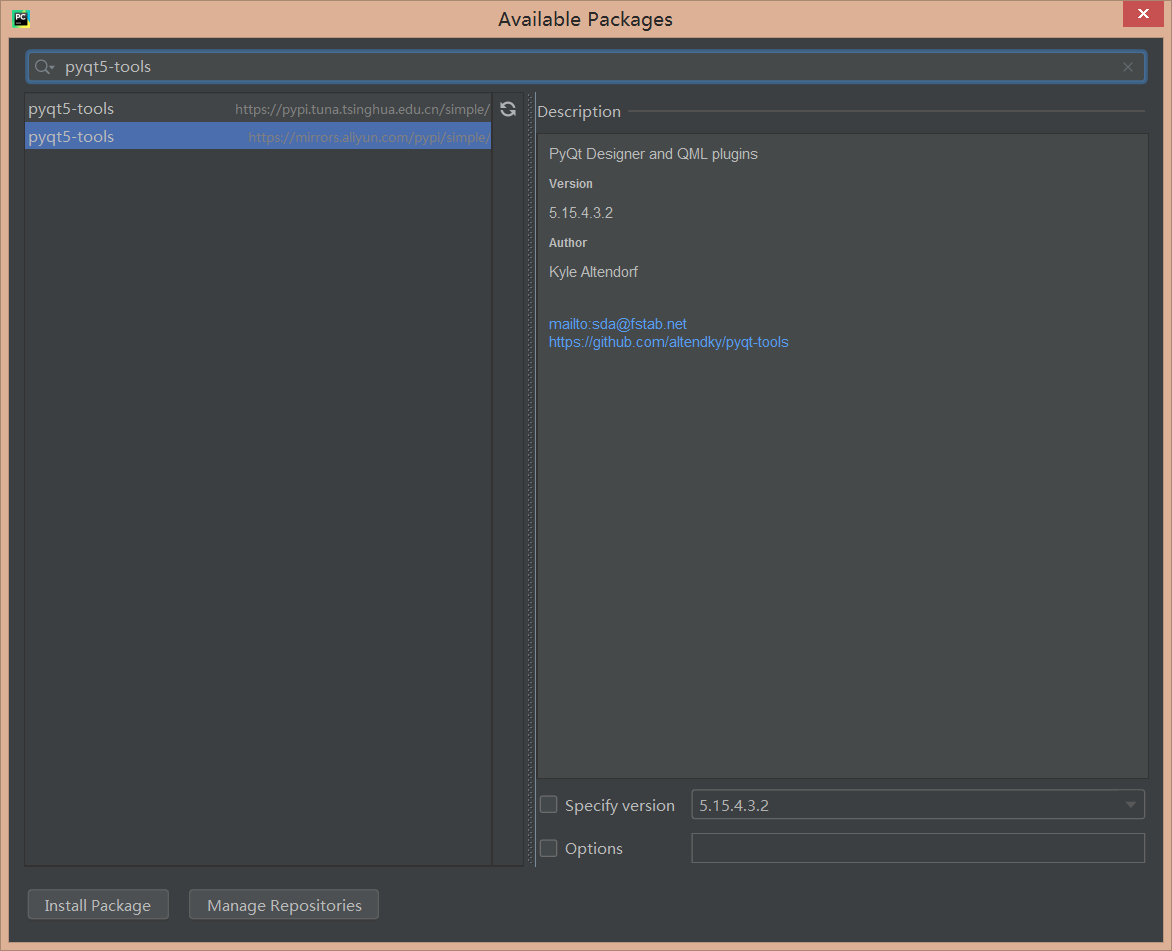 PC
Available Packages
pyqt5-tools
pyqt5-tools https://pypi.tuna.tsinghua.edu.cn/simple/
pyqt5-tools https://mirrors.aliyun.com/pypi/simple/
Description
PyQt Designer and QML plugins
Version
5.15.4.3.2
Author
Kyle Altendorf
mailto:sda@fstab.net
https://github.com/altendky/pyqt-tools
Specify version 5.15.4.3.2
Options
Install Package Manage Repositories